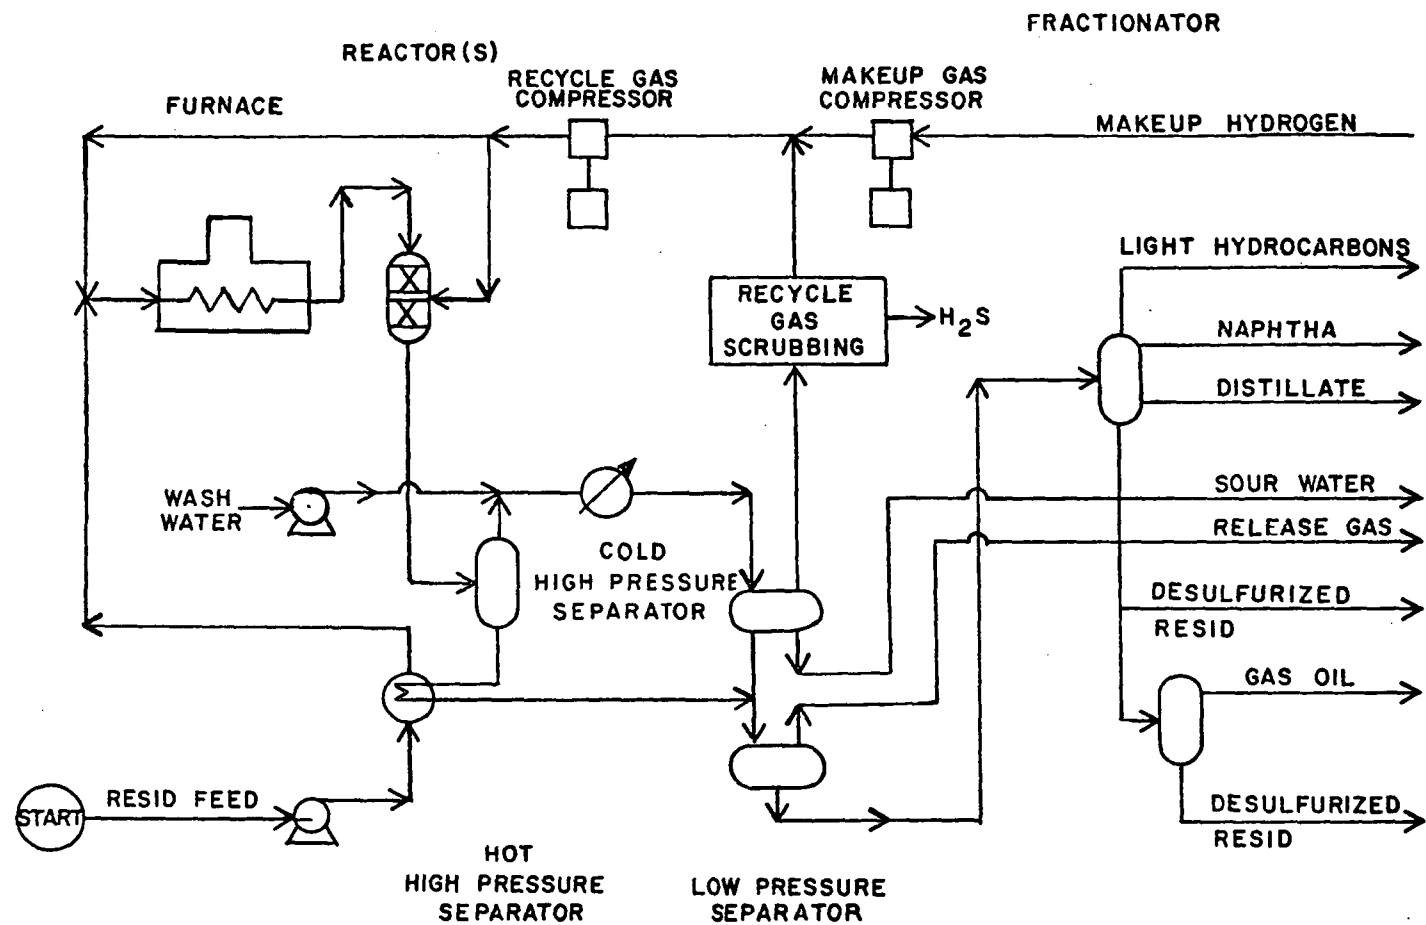 FRACTIONATOR
REACTOR(S)
RECYCLE GAS
COMPRESSOR
MAKEUP GAS
COMPRESSOR
FURNACE
MAKEUP HYDROGEN
LIGHT HYDROCARBONS
RECYCLE
GAS
SCRUBBING
H2S
NAPHTHA
DISTILLATE
WASH
WATER
SOUR WATER
RELEASE GAS
COLD
HIGH PRESSURE
SEPARATOR
DESULFURIZED
RESID
GAS OIL
START
RESID FEED
DESULFURIZED
RESID
HOT
HIGH PRESSURE
SEPARATOR
LOW PRESSURE
SEPARATOR